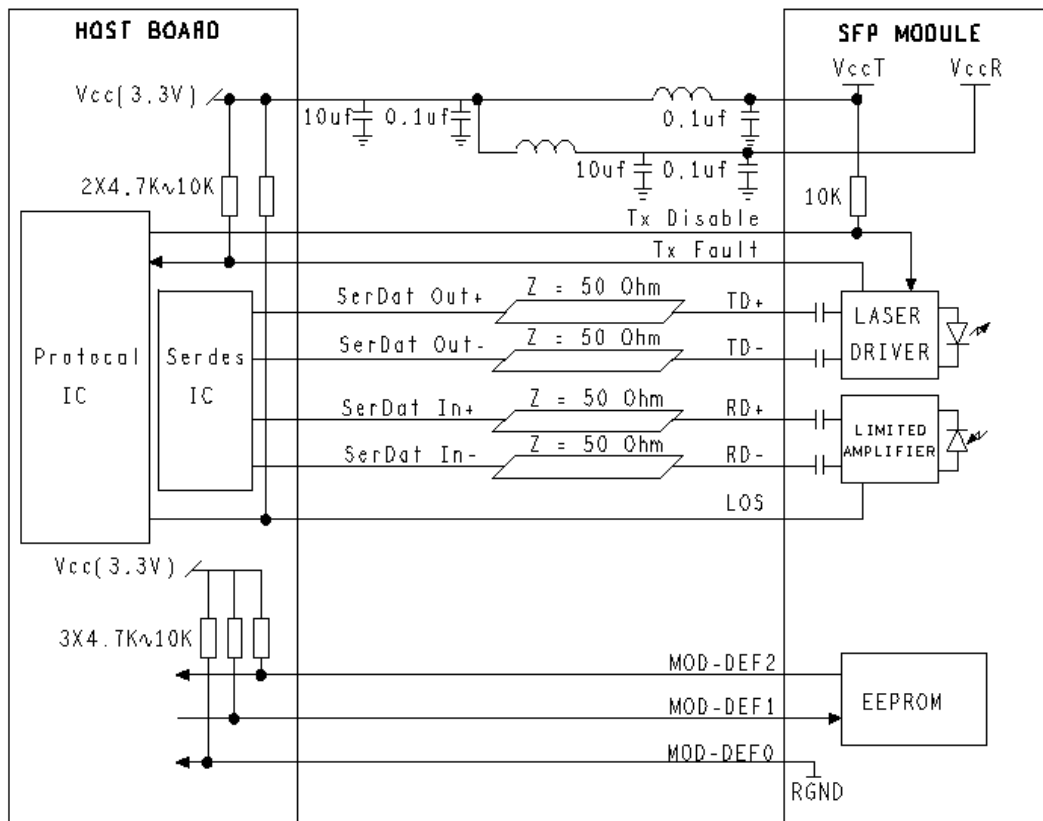 HOST BOARD
SFP MODULE
VccT
VccR
Vcc(3.3V)
10uf
0.1uf
0.1uf
10uf
0.1uf
2X4.7K~10K
10K
Tx Disable
Tx Fault
Z = 50 Ohm
SerDat Out+
TD+
LASER
DRIVER
Z = 50 Ohm
SerDat Out-
TD-
Protocal
IC
Serdes
IC
Z = 50 Ohm
SerDat In+
RD+
LIMITED
AMPLIFIER
Z = 50 Ohm
SerDat In-
RD-
LOS
Vcc(3.3V)
3X4.7K~10K
MOD-DEF2
EEPROM
MOD-DEF1
MOD-DEF0
RGND